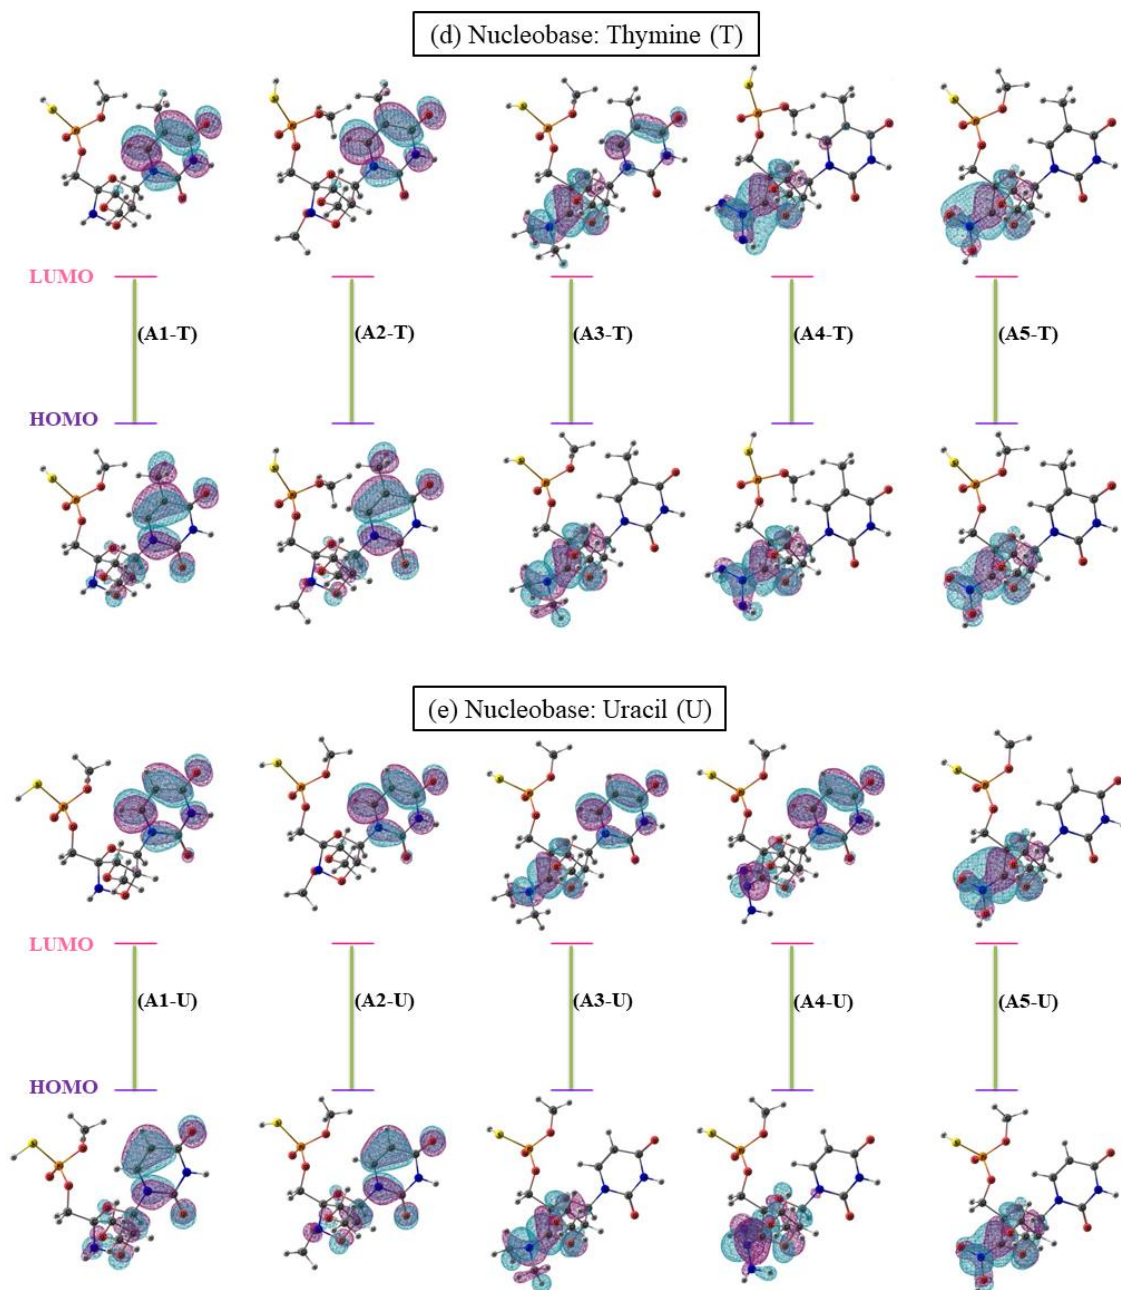 (d) Nucleobase: Thymine (T)
LUMO
(A1-T) (A2-T) (A3-T) (A4-T) (A5-T)
HOMO
(e) Nucleobase: Uracil (U)
LUMO
(A1-U) (A2-U) (A3-U) (A4-U) (A5-U)
HOMO